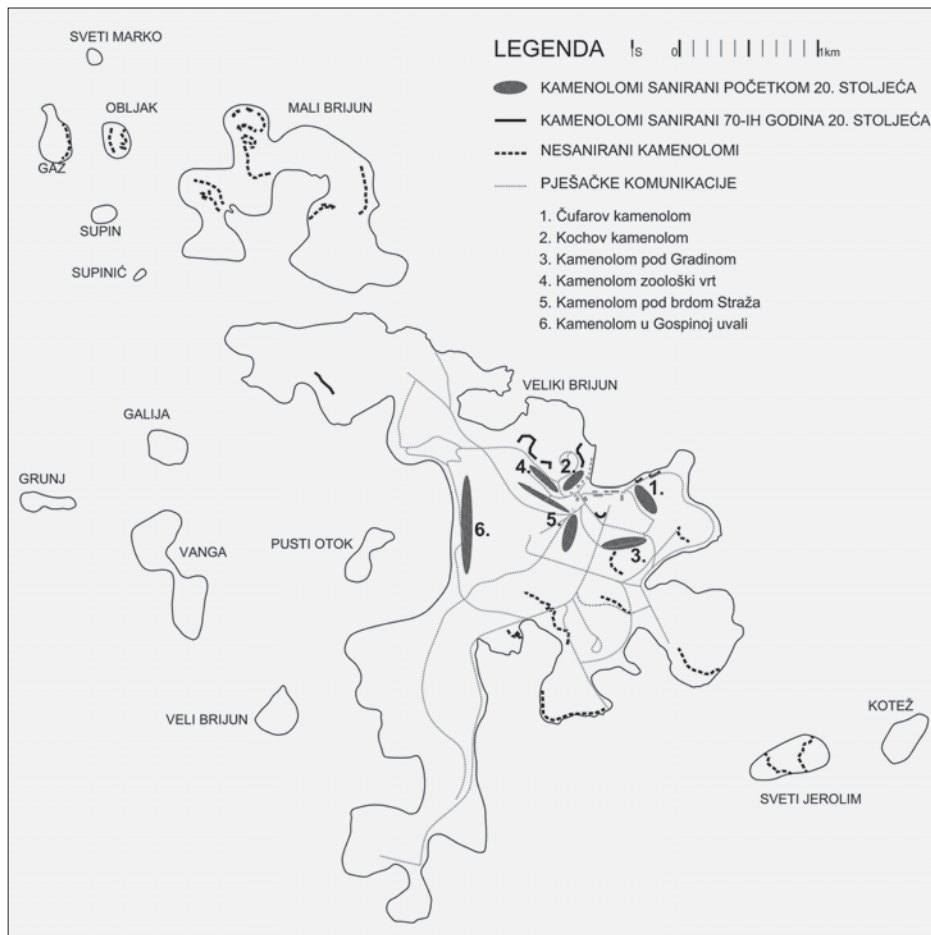 SVETI MARKO
OBLJAK
GAZ
MALI BRIJUN
SUPIN
SUPINIĆ
LEGENDA S 0 1km
KAMENOLOMI SANIRANI POČETKOM 20. STOLJEĆA
KAMENOLOMI SANIRANI 70-IH GODINA 20. STOLJEĆA
NESANIRANI KAMENOLOMI
PJEŠAČKE KOMUNIKACIJE
1. Čufarov kamenolom
2. Kochov kamenolom
3. Kamenolom pod Gradinom
4. Kamenolom zoološki vrt
5. Kamenolom pod brdom Straža
6. Kamenolom u Gospinoj uvali
VELIKI BRIJUN
GALIJA
GRUNJ
VANGA
PUSTI OTOK
4.
2.
1.
5.
6.
3.
VELI BRIJUN
KOTEŽ
SVETI JEROLIM